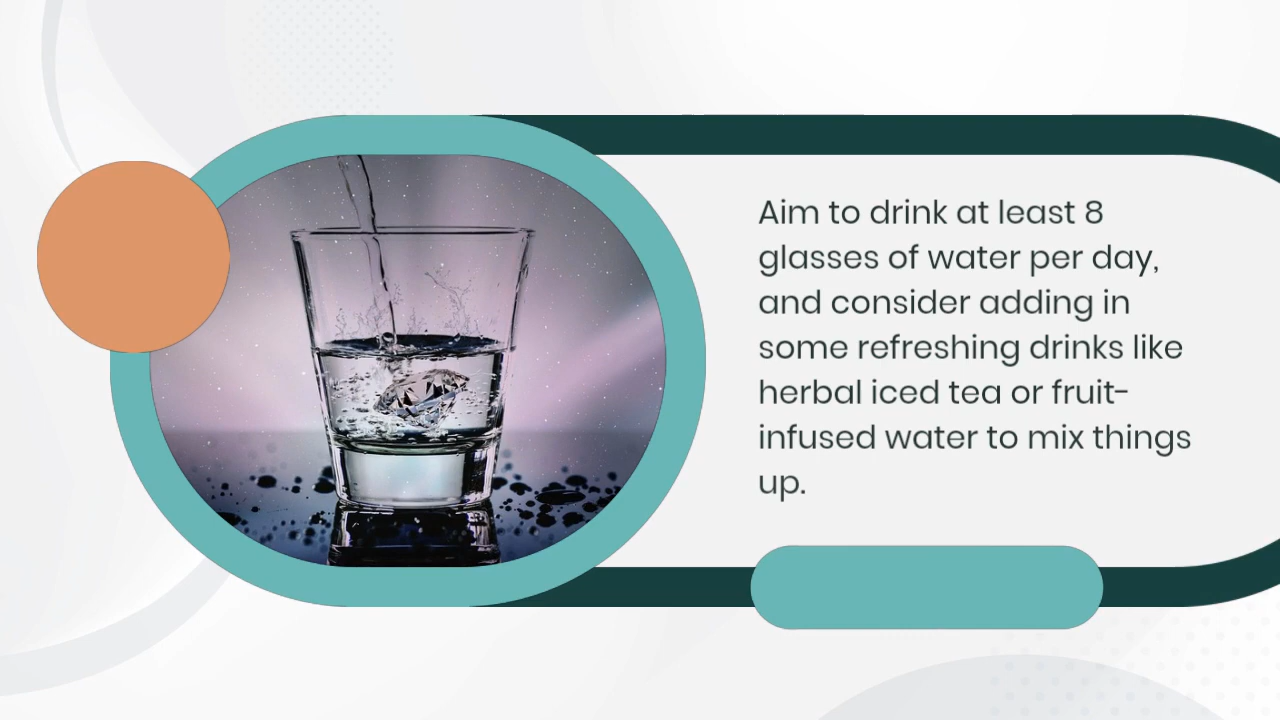 Aim to drink at least 8
glasses of water per day,
and consider adding in
some refreshing drinks like
herbal iced tea or fruit-
infused water to mix things
up.